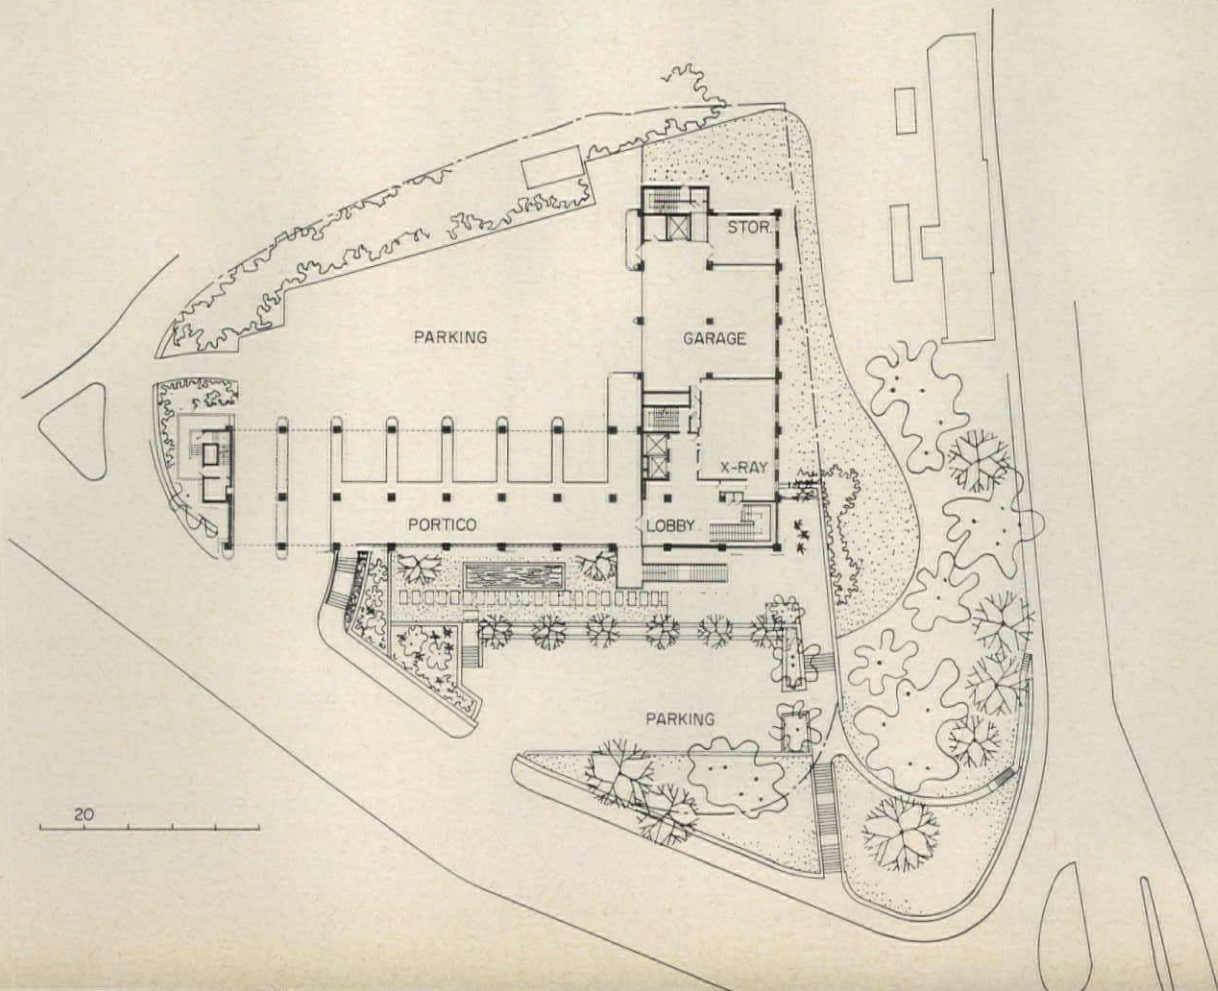 STOR.
PARKING
GARAGE
X-RAY
PORTICO
LOBBY
PARKING
20